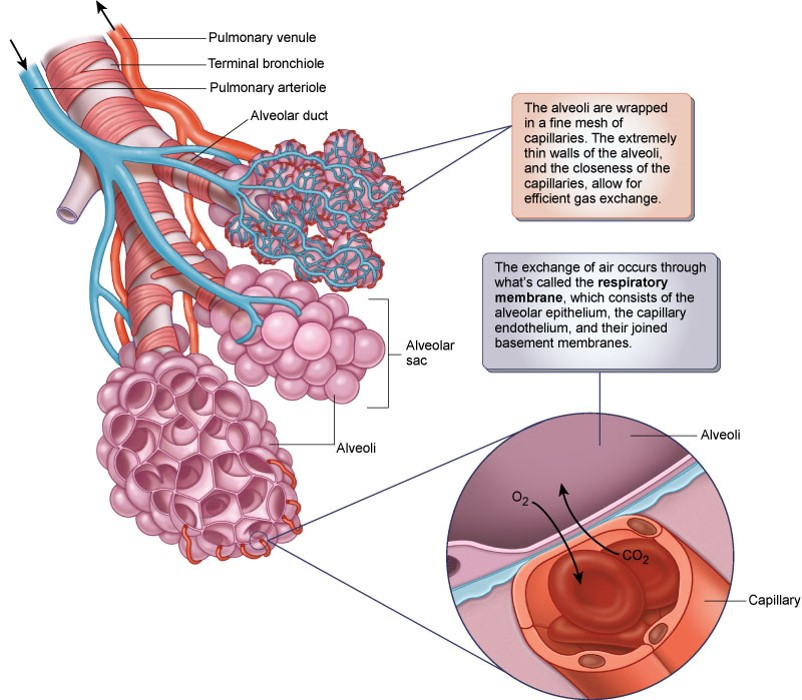 Pulmonary venule
Terminal bronchiole
Pulmonary arteriole
Alveolar duct
The alveoli are wrapped
in a fine mesh of
capillaries. The extremely
thin walls of the alveoli,
and the closeness of the
capillaries, allow for
efficient gas exchange.
The exchange of air occurs through
what's called the respiratory
membrane, which consists of the
alveolar epithelium, the capillary
endothelium, and their joined
basement membranes.
Alveolar
sac
Alveoli
Alveoli
O₂
CO₂
Capillary